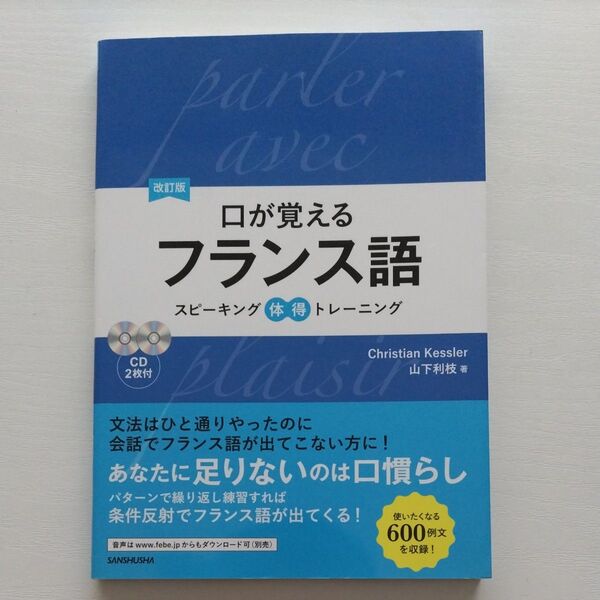 parler
avec
改訂版
口が覚える
フランス語
スピーキング 体得 トレーニング
CD
2枚付
Christian Kessler
山下利枝 著
plaisir
文法はひと通りやったのに
会話でフランス語が出てこない方に！
あなたに足りないのは口慣らし
パターンで繰り返し練習すれば
条件反射でフランス語が出てくる！
使いたくなる
600例文
を収録！
音声は www.febe.jp からもダウンロード可（別売）
SANSHUSHA